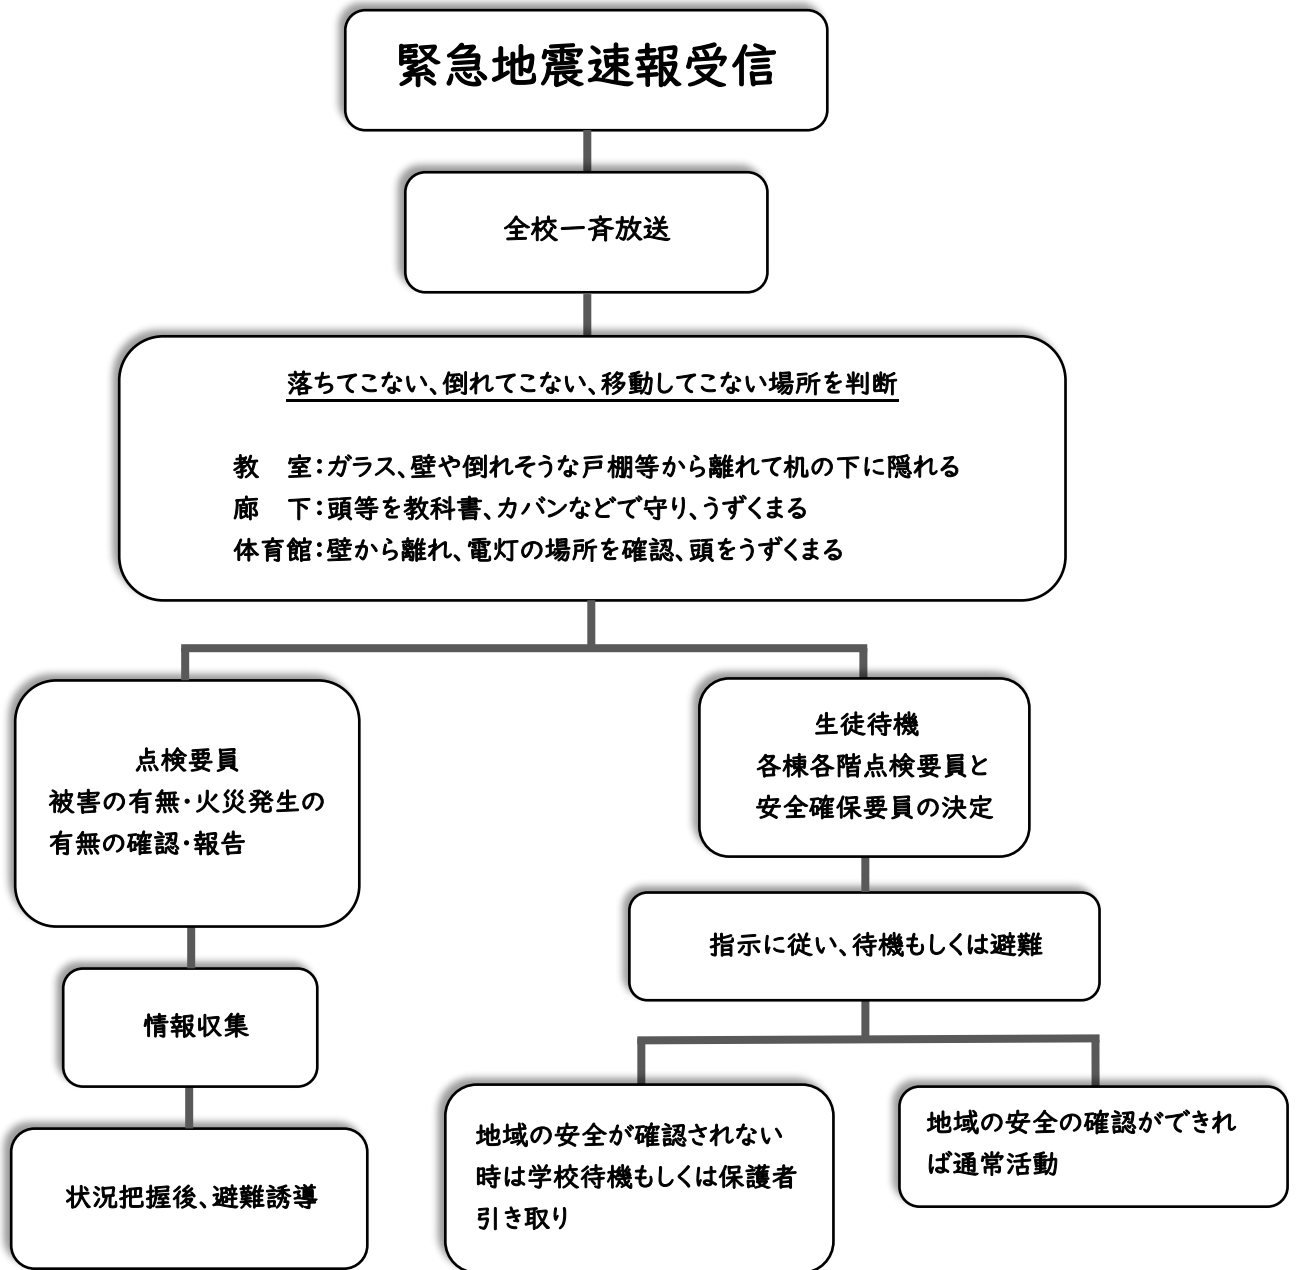 緊急地震速報受信
全校一斉放送
落ちてこない、倒れてこない、移動してこない場所を判断
教　室：ガラス、壁や倒れそうな戸棚等から離れて机の下に隠れる
廊　下：頭等を教科書、カバンなどで守り、うずくまる
体育館：壁から離れ、電灯の場所を確認、頭をうずくまる
点検要員
被害の有無・火災発生の
有無の確認・報告
情報収集
状況把握後、避難誘導
生徒待機
各棟各階点検要員と
安全確保要員の決定
指示に従い、待機もしくは避難
地域の安全が確認されない
時は学校待機もしくは保護者
引き取り
地域の安全の確認ができれ
ば通常活動